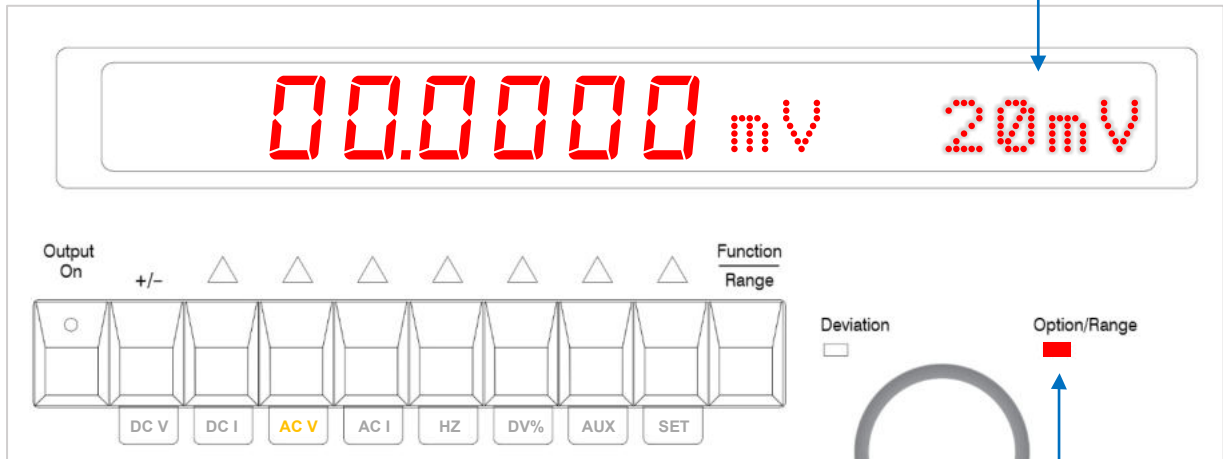 00.0000 mV 20mV
Output
On
+/−
Function
Range
Deviation
Option/Range
DC V
DC I
AC V
AC I
HZ
DV%
AUX
SET